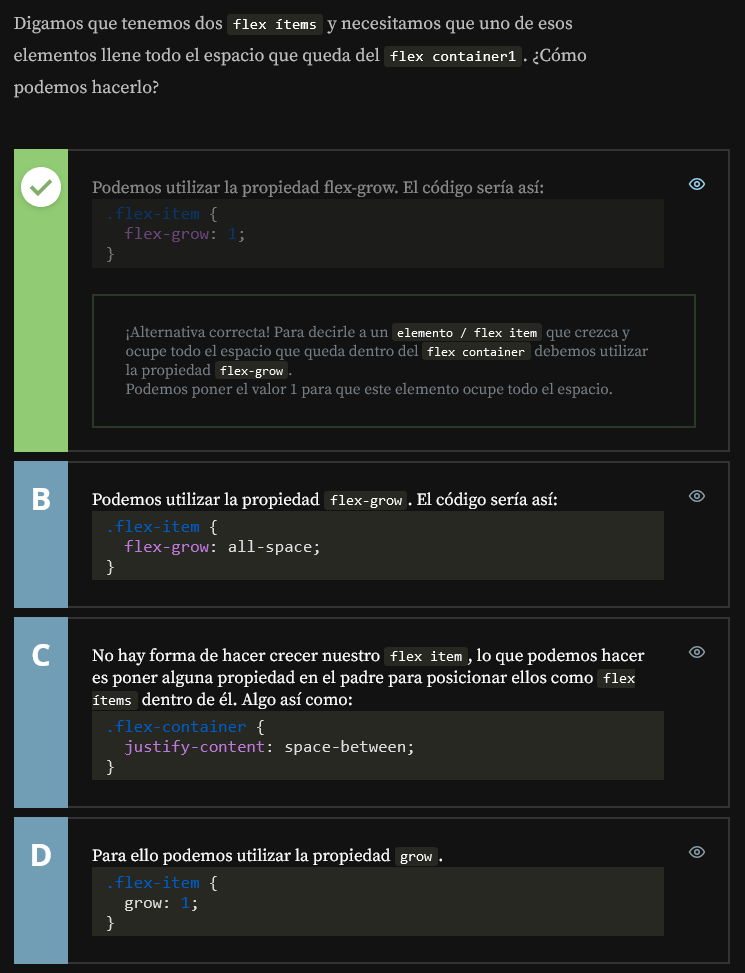 Digamos que tenemos dos flex ítems y necesitamos que uno de esos
elementos llene todo el espacio que queda del flex container1. ¿Cómo
podemos hacerlo?
Podemos utilizar la propiedad flex-grow. El código sería así:
.flex-item {
  flex-grow: 1;
}
¡Alternativa correcta! Para decirle a un elemento / flex item que crezca y
ocupe todo el espacio que queda dentro del flex container debemos utilizar
la propiedad flex-grow.
Podemos poner el valor 1 para que este elemento ocupe todo el espacio.
B
Podemos utilizar la propiedad flex-grow. El código sería así:
.flex-item {
  flex-grow: all-space;
}
C
No hay forma de hacer crecer nuestro flex item, lo que podemos hacer
es poner alguna propiedad en el padre para posicionar ellos como flex
ítems dentro de él. Algo así como:
.flex-container {
  justify-content: space-between;
}
D
Para ello podemos utilizar la propiedad grow.
.flex-item {
  grow: 1;
}